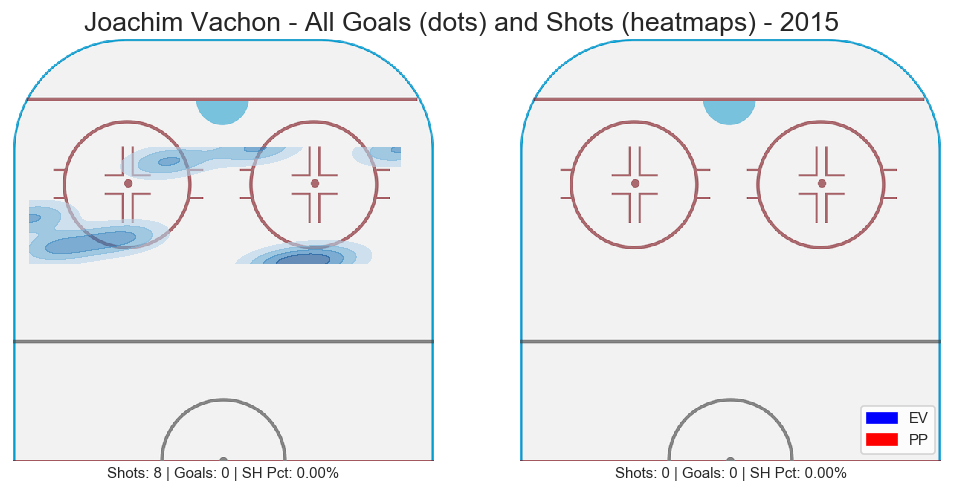 Joachim Vachon - All Goals (dots) and Shots (heatmaps) - 2015
EV
PP
Shots: 8 | Goals: 0 | SH Pct: 0.00%
Shots: 0 | Goals: 0 | SH Pct: 0.00%